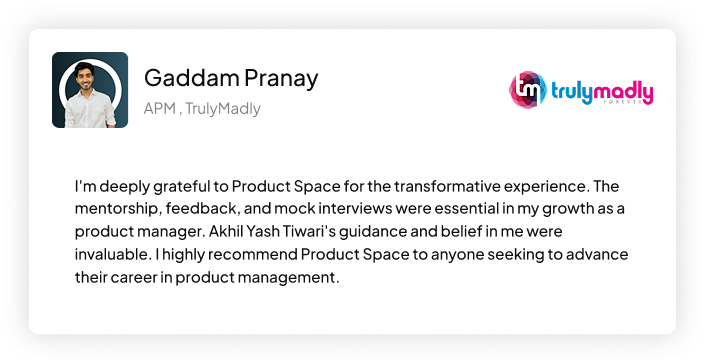 Gaddam Pranay
APM , TrulyMadly
tm trulymadly
FOREVER
I'm deeply grateful to Product Space for the transformative experience. The
mentorship, feedback, and mock interviews were essential in my growth as a
product manager. Akhil Yash Tiwari's guidance and belief in me were
invaluable. I highly recommend Product Space to anyone seeking to advance
their career in product management.